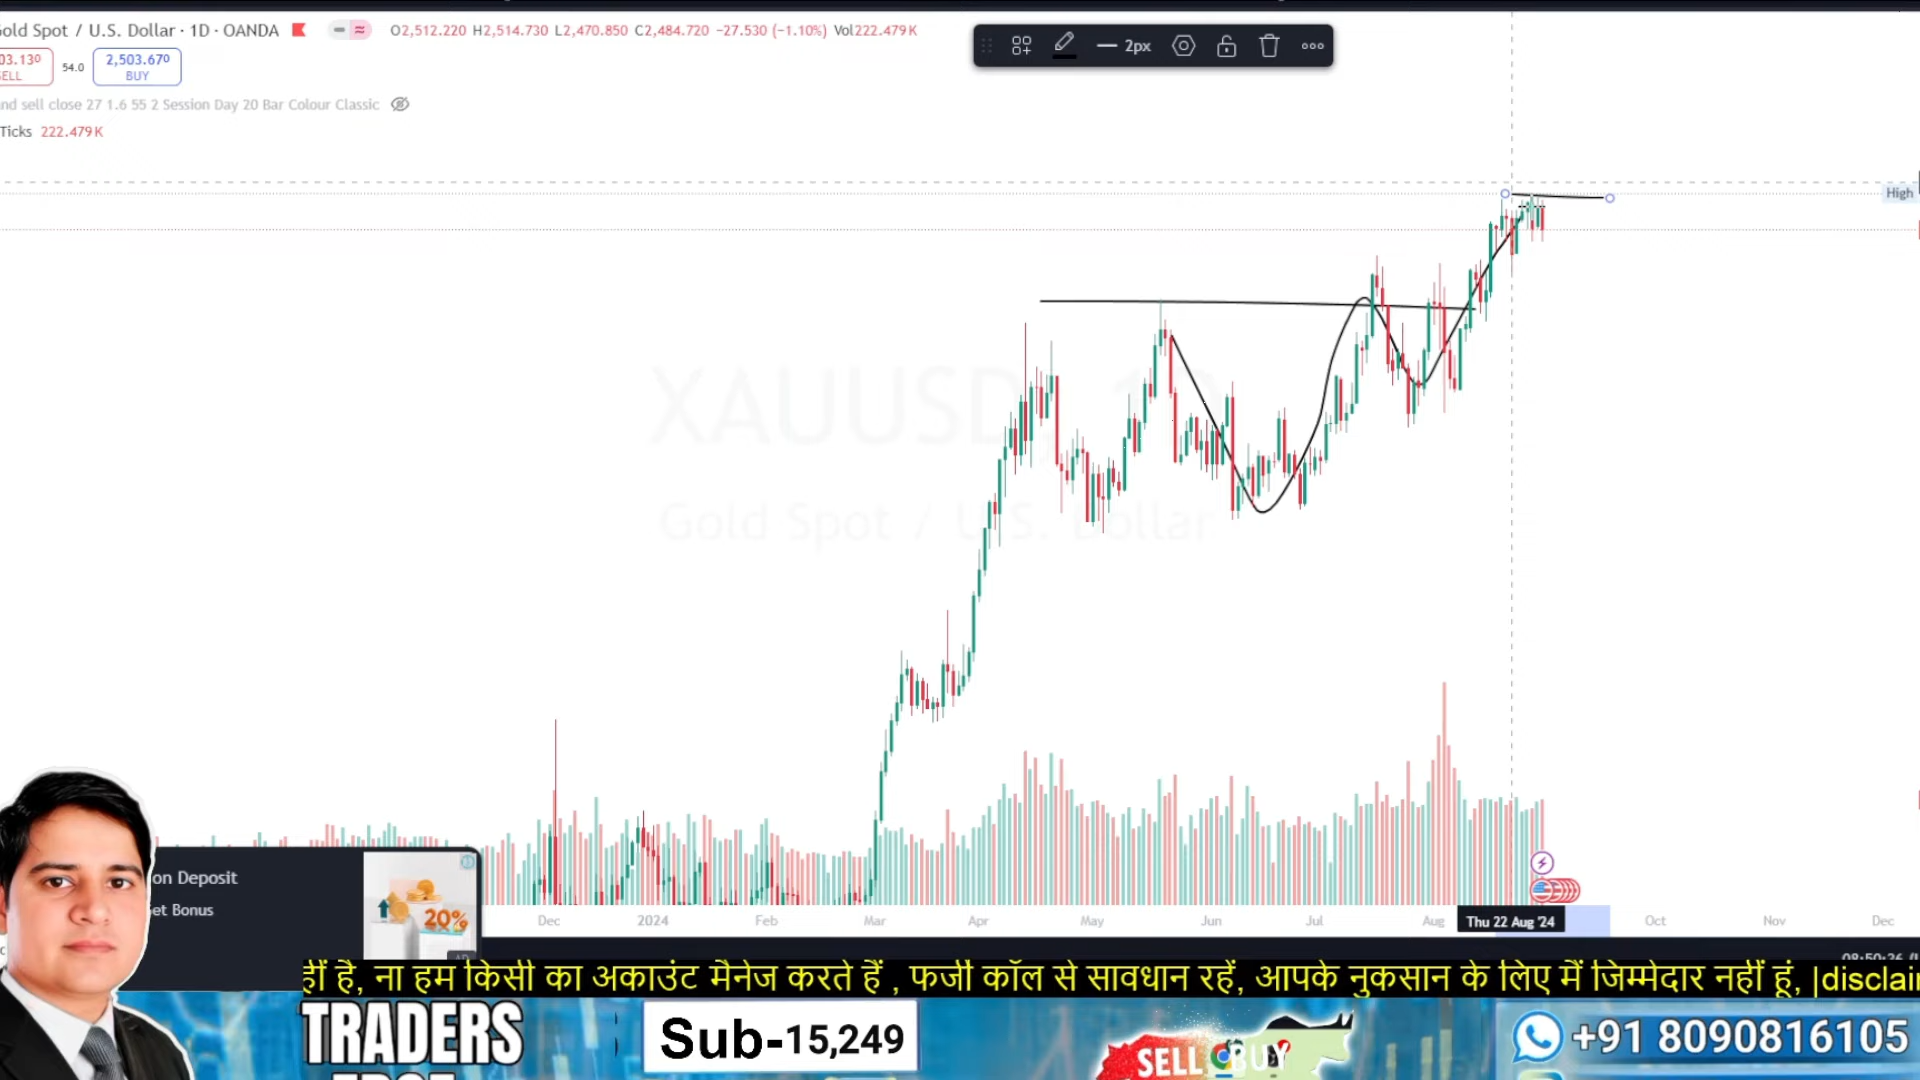 old Spot / U.S. Dollar · 1D · OANDA
O2,512.220 H2,514.730 L2,470.850 C2,484.720 −27.530 (−1.10%) Vol222.479K
2px
03.130
SELL
54.0
2,503.670
BUY
nd sell close 27 1.6 55 2 Session Day 20 Bar Colour Classic
Ticks 222.479K
High
XAUUSD, 1D
Gold Spot / U.S. Dollar
on Deposit
et Bonus
20%
AD
Dec 2024 Feb Mar Apr May Jun Jul Aug Thu 22 Aug '24 Oct Nov Dec
हीं है, ना हम किसी का अकाउंट मैनेज करते हैं , फर्जी कॉल से सावधान रहें, आपके नुकसान के लिए मैं जिम्मेदार नहीं हूं, |disclai
TRADERS
EDGE
Sub-15,249
SELL BUY
+91 8090816105